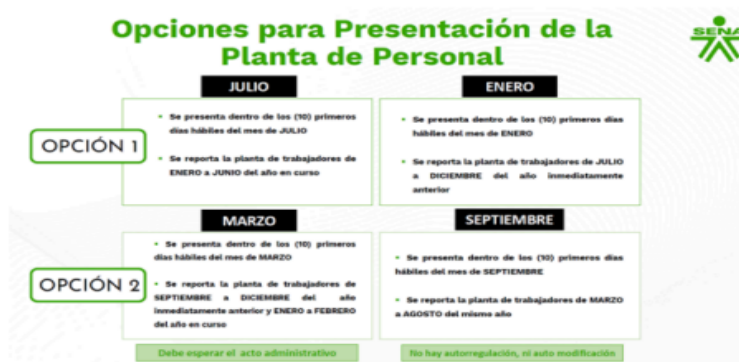 Opciones para Presentación de la
Planta de Personal
SENA
JULIO
• Se presenta dentro de los (10) primeros
días hábiles del mes de JULIO
• Se reporta la planta de trabajadores de
ENERO a JUNIO del año en curso
ENERO
• Se presenta dentro de los (10) primeros días
hábiles del mes de ENERO
• Se reporta la planta de trabajadores de JULIO
a DICIEMBRE del año inmediatamente
anterior
OPCIÓN 1
MARZO
• Se presenta dentro de los (10) primeros
días hábiles del mes de MARZO
• Se reporta la planta de trabajadores de
SEPTIEMBRE a DICIEMBRE del año
inmediatamente anterior y ENERO a FEBRERO
del año en curso
SEPTIEMBRE
• Se presenta dentro de los (10) primeros días
hábiles del mes de SEPTIEMBRE
• Se reporta la planta de trabajadores de MARZO
a AGOSTO del mismo año
OPCIÓN 2
Debe esperar el acto administrativo
No hay autorregulación, ni auto modificación